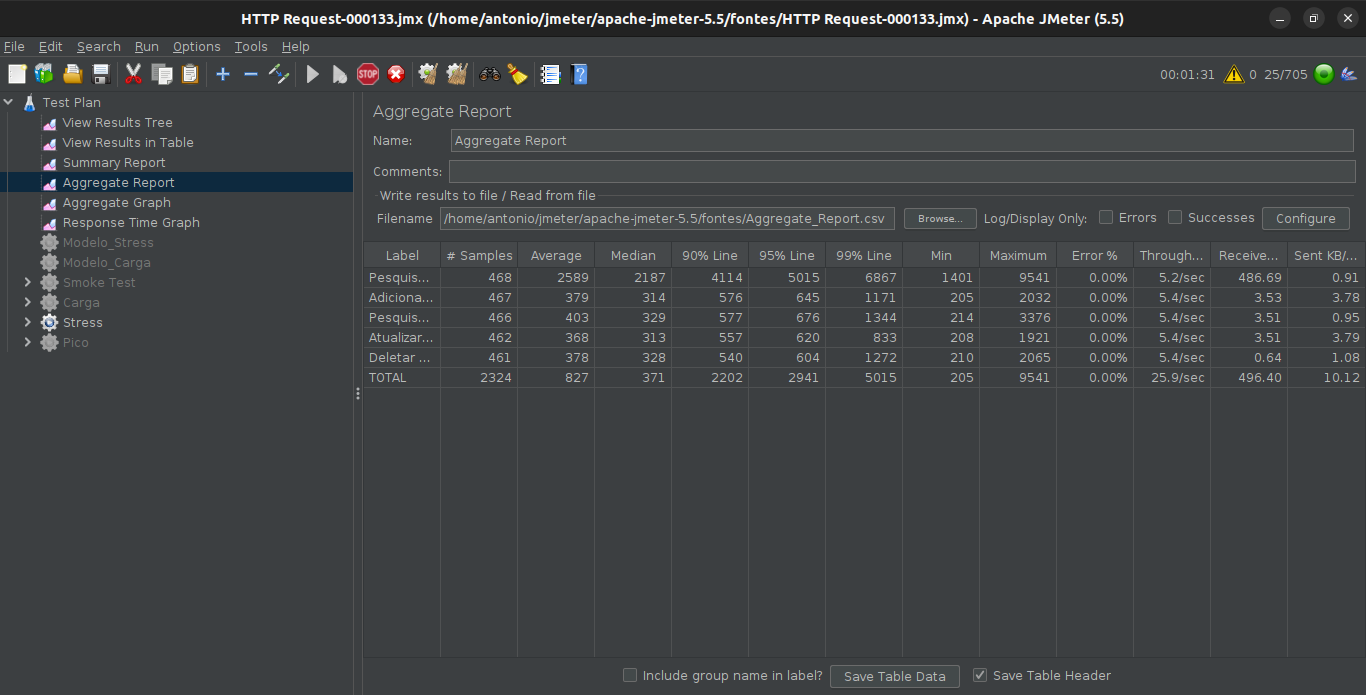 HTTP Request-000133.jmx (/home/antonio/jmeter/apache-jmeter-5.5/fontes/HTTP Request-000133.jmx) - Apache JMeter (5.5)
File Edit Search Run Options Tools Help
STOP 00:01:31 0 25/705
Test Plan
View Results Tree
View Results in Table
Summary Report
Aggregate Report
Aggregate Graph
Response Time Graph
Modelo_Stress
Modelo_Carga
Smoke Test
Carga
Stress
Pico
Aggregate Report
Name: Aggregate Report
Comments:
Write results to file / Read from file
Filename /home/antonio/jmeter/apache-jmeter-5.5/fontes/Aggregate_Report.csv Browse... Log/Display Only: Errors Successes Configure
Label # Samples Average Median 90% Line 95% Line 99% Line Min Maximum Error % Through... Receive... Sent KB/...
Pesquis... 468 2589 2187 4114 5015 6867 1401 9541 0.00% 5.2/sec 486.69 0.91
Adiciona... 467 379 314 576 645 1171 205 2032 0.00% 5.4/sec 3.53 3.78
Pesquis... 466 403 329 577 676 1344 214 3376 0.00% 5.4/sec 3.51 0.95
Atualizar... 462 368 313 557 620 833 208 1921 0.00% 5.4/sec 3.51 3.79
Deletar ... 461 378 328 540 604 1272 210 2065 0.00% 5.4/sec 0.64 1.08
TOTAL 2324 827 371 2202 2941 5015 205 9541 0.00% 25.9/sec 496.40 10.12
Include group name in label? Save Table Data Save Table Header